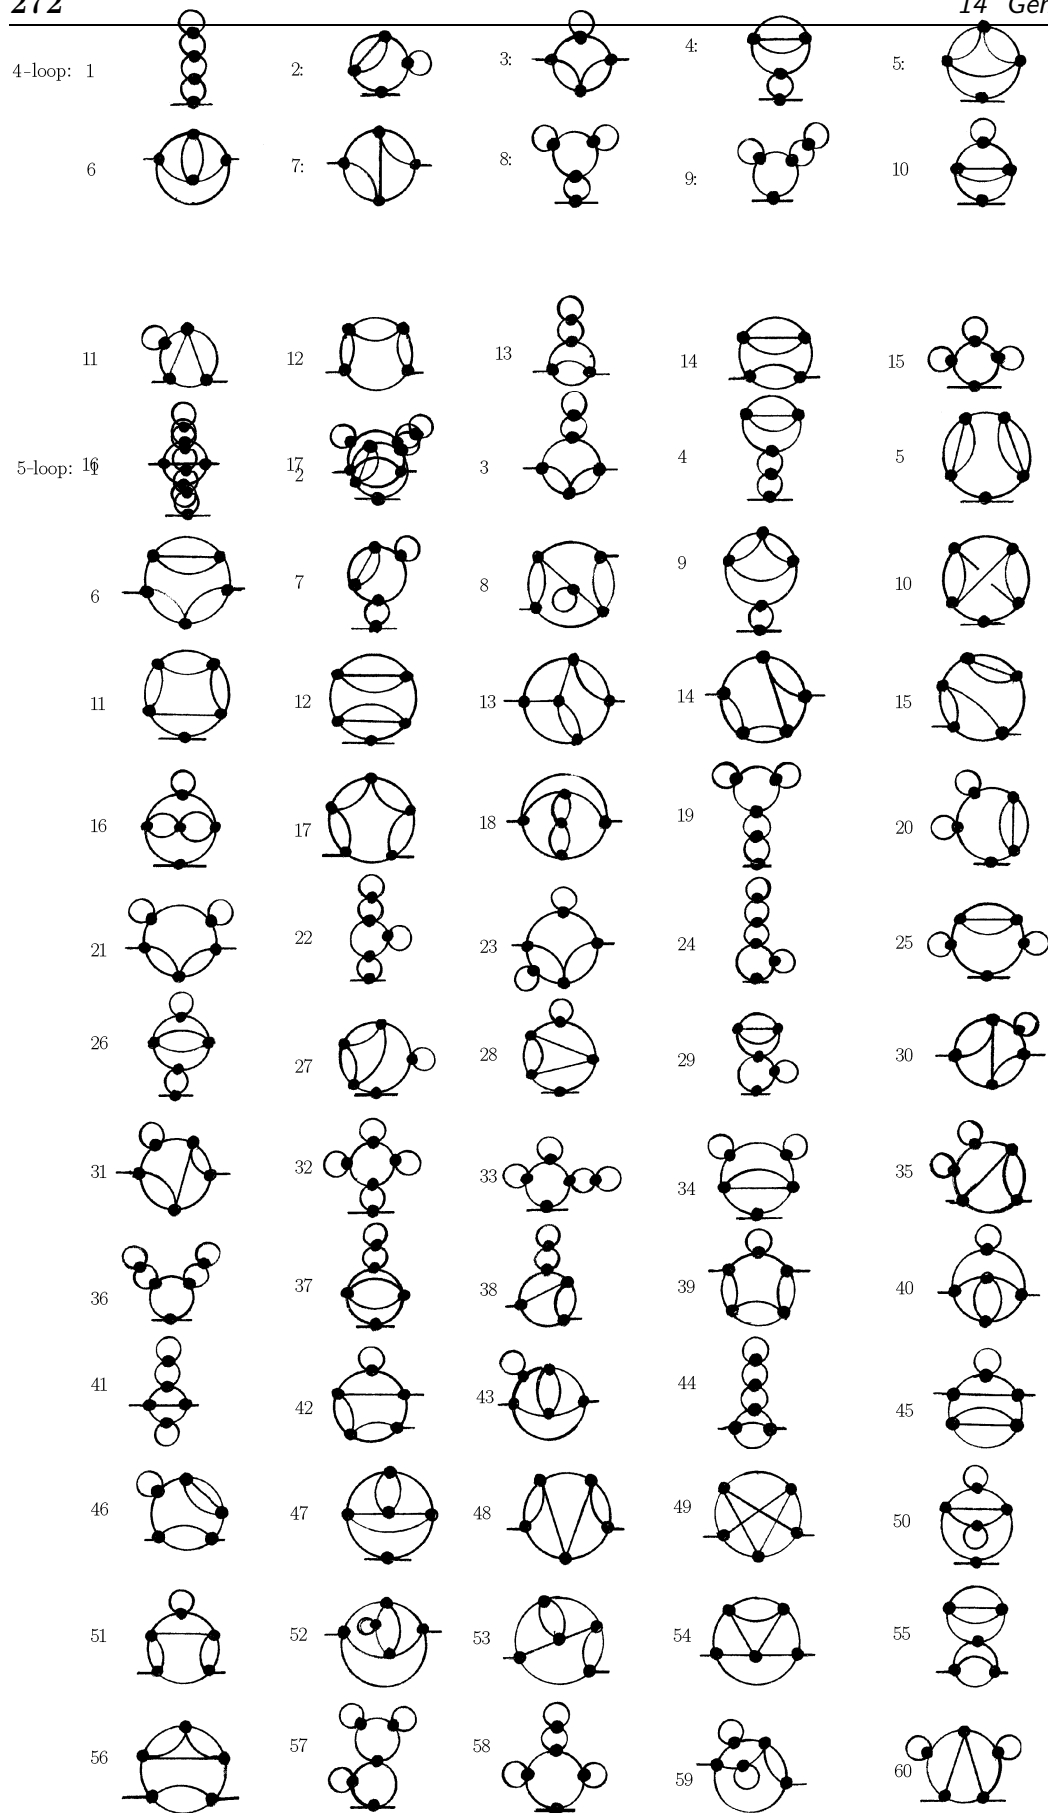 272 14 Ger
4-loop: 1 2: 3: 4: 5:
6 7: 8: 9: 10
11 12 13 14 15
5-loop: 16 17 2 3 4 5
6 7 8 9 10
11 12 13 14 15
16 17 18 19 20
21 22 23 24 25
26 27 28 29 30
31 32 33 34 35
36 37 38 39 40
41 42 43 44 45
46 47 48 49 50
51 52 53 54 55
56 57 58 59 60